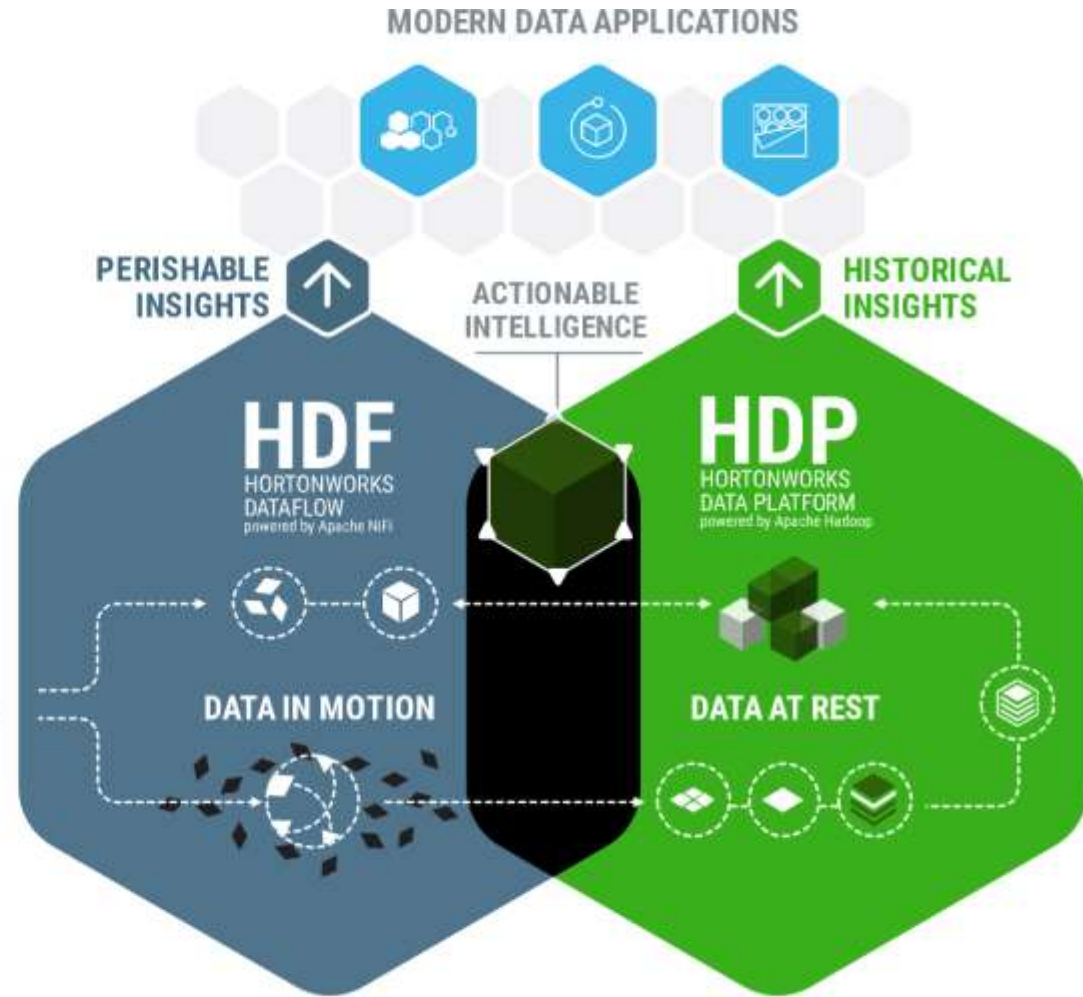 MODERN DATA APPLICATIONS
PERISHABLE
INSIGHTS
ACTIONABLE
INTELLIGENCE
HISTORICAL
INSIGHTS
HDF
HORTONWORKS
DATAFLOW
powered by Apache NiFi
HDP
HORTONWORKS
DATA PLATFORM
powered by Apache Hadoop
DATA IN MOTION
DATA AT REST